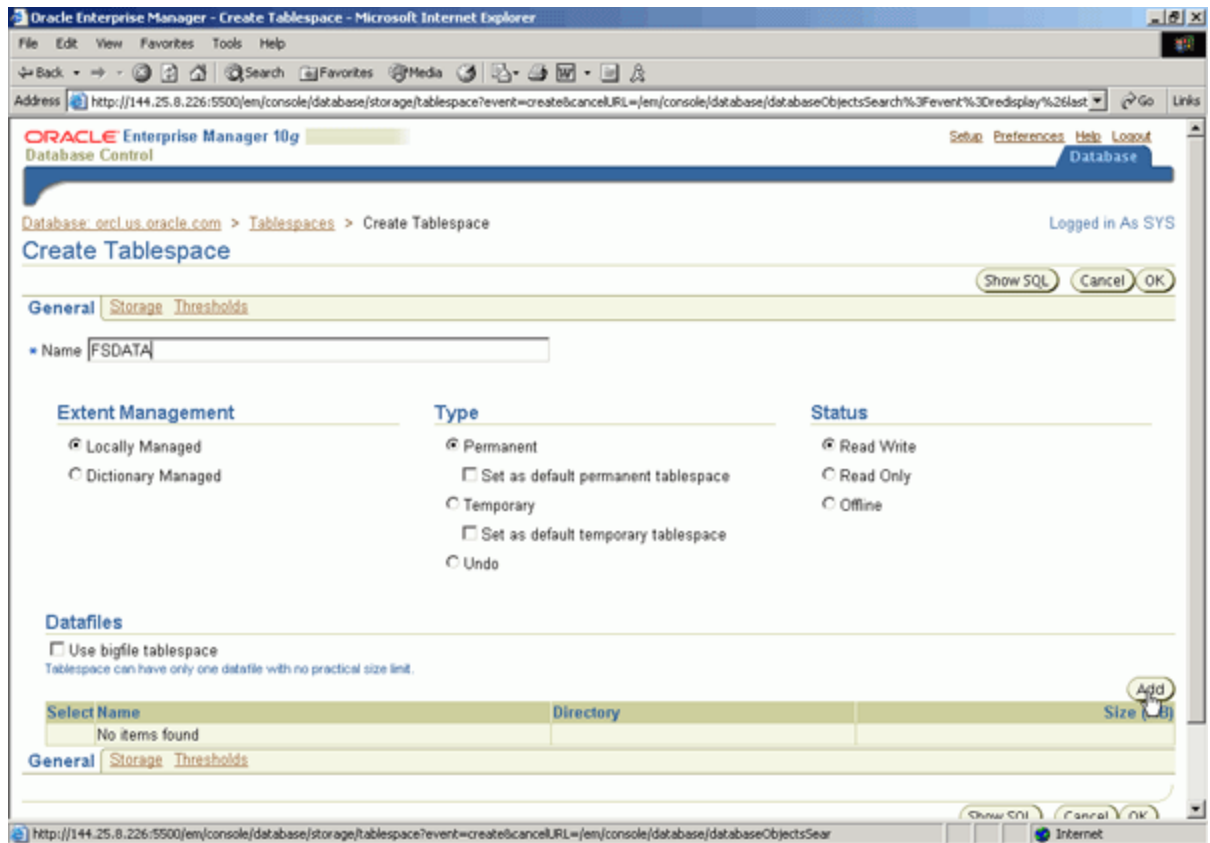 Oracle Enterprise Manager - Create Tablespace - Microsoft Internet Explorer
File Edit View Favorites Tools Help
Back Search Favorites Media
Address http://144.25.8.226:5500/em/console/database/storage/tablespace?event=create&cancelURL=/em/console/database/databaseObjectsSearch%3Fevent%3Dredisplay%26last Go Links
ORACLE Enterprise Manager 10g
Database Control
Setup Preferences Help Logout
Database
Database: orcl.us.oracle.com > Tablespaces > Create Tablespace
Logged in As SYS
Create Tablespace
Show SQL Cancel OK
General Storage Thresholds
* Name FSDATA
Extent Management Type Status
Locally Managed Permanent Read Write
Dictionary Managed Set as default permanent tablespace Read Only
Temporary Offline
Set as default temporary tablespace
Undo
Datafiles
Use bigfile tablespace
Tablespace can have only one datafile with no practical size limit.
Add
Select Name Directory Size (MB)
No items found
General Storage Thresholds
Show SQL Cancel OK
http://144.25.8.226:5500/em/console/database/storage/tablespace?event=create&cancelURL=/em/console/database/databaseObjectsSear Internet